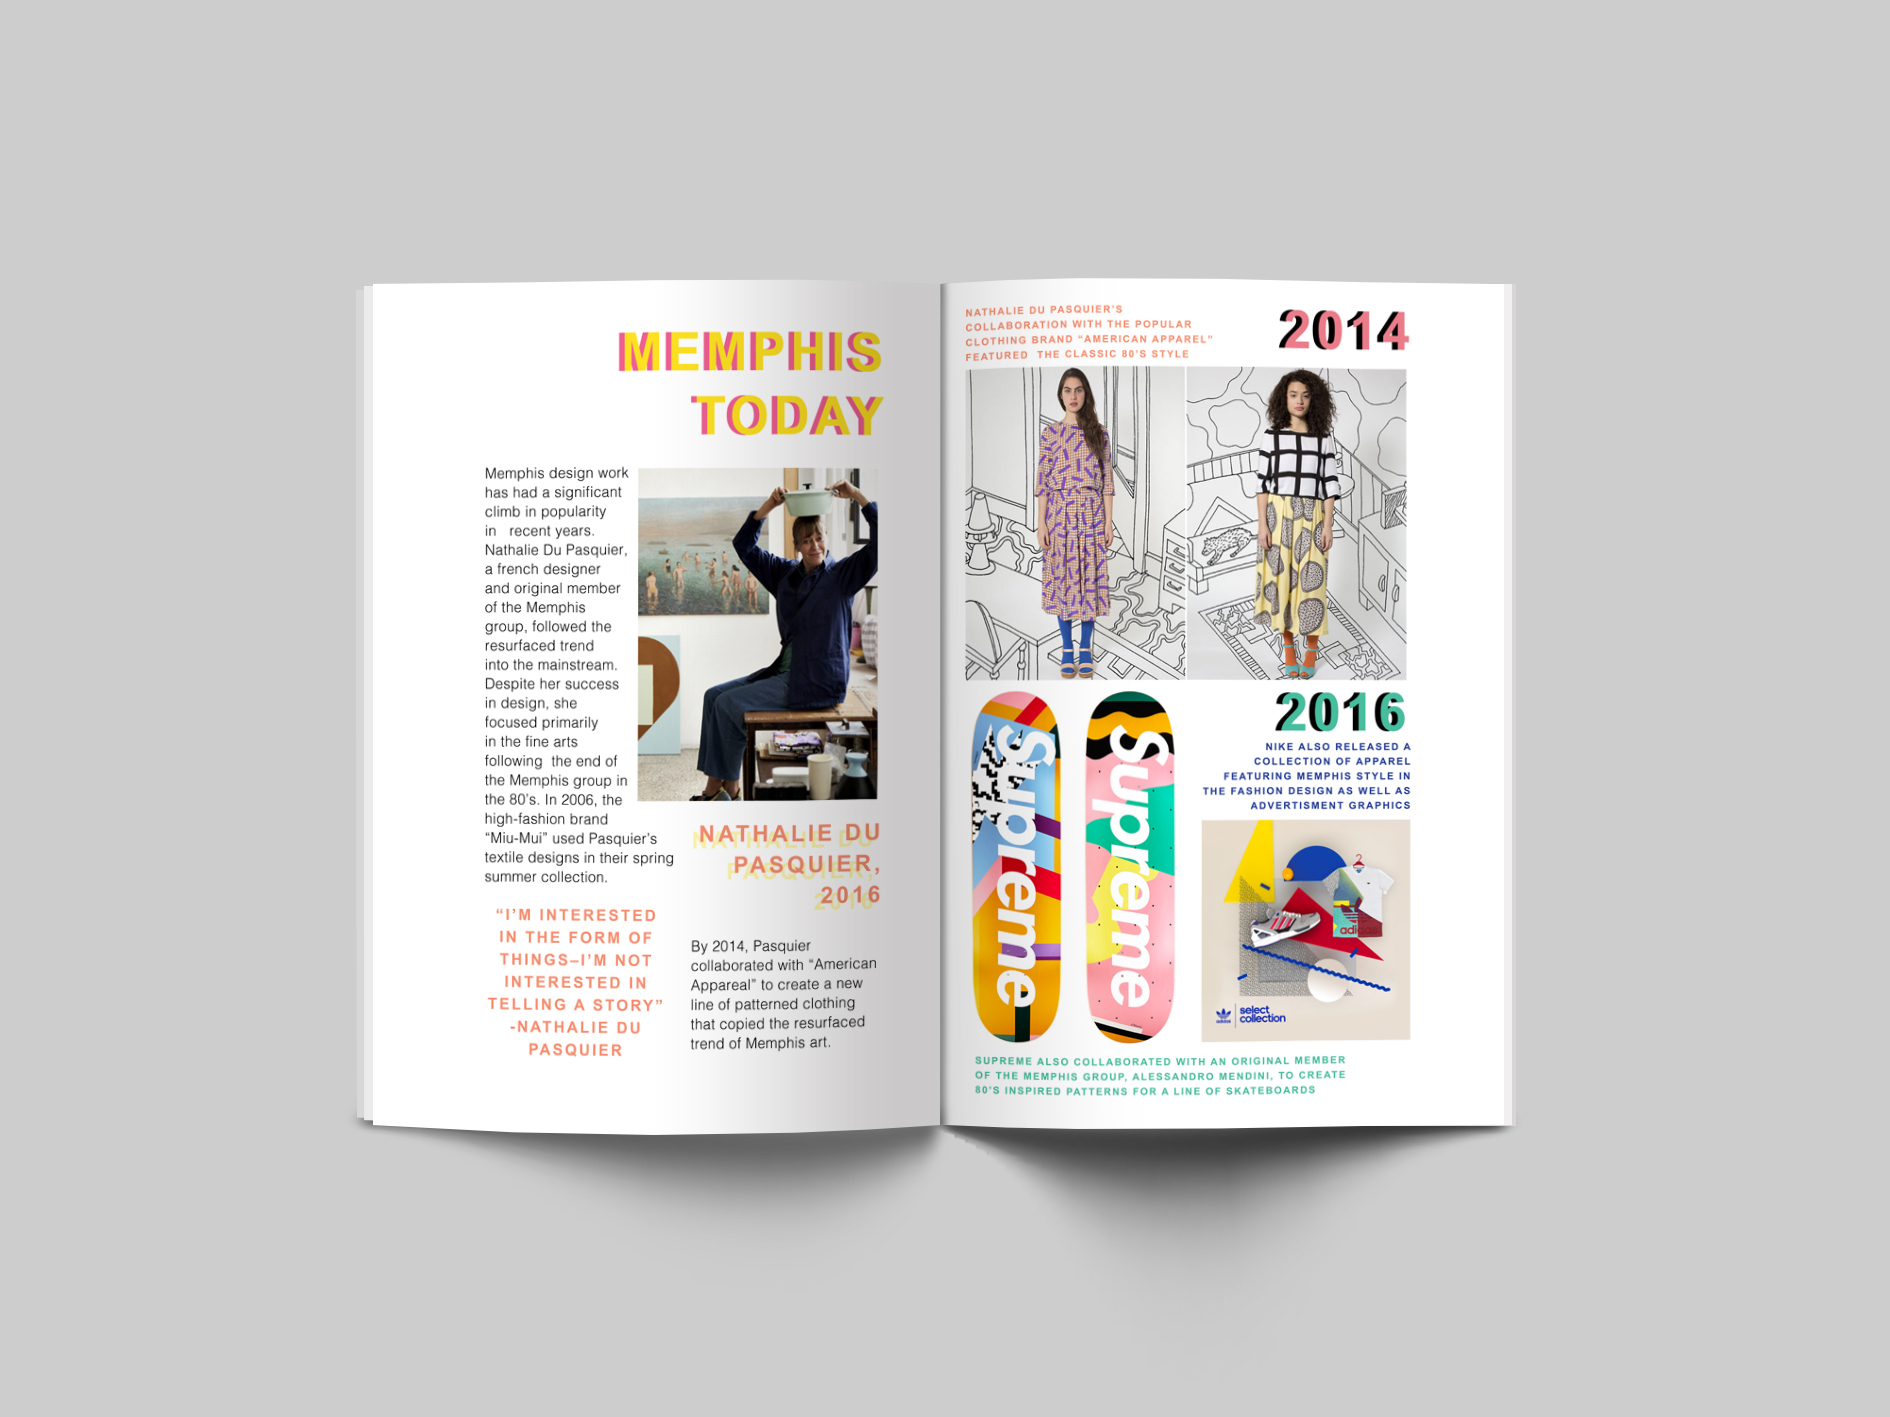 MEMPHIS
TODAY
Memphis design work
has had a significant
climb in popularity
in recent years.
Nathalie Du Pasquier,
a french designer
and original member
of the Memphis
group, followed the
resurfaced trend
into the mainstream.
Despite her success
in design, she
focused primarily
in the fine arts
following the end of
the Memphis group in
the 80's. In 2006, the
high-fashion brand
“Miu-Mui” used Pasquier's
textile designs in their spring
summer collection.
“I'M INTERESTED
IN THE FORM OF
THINGS–I'M NOT
INTERESTED IN
TELLING A STORY”
-NATHALIE DU
PASQUIER
NATHALIE DU
PASQUIER,
2016
By 2014, Pasquier
collaborated with “American
Appareal” to create a new
line of patterned clothing
that copied the resurfaced
trend of Memphis art.
NATHALIE DU PASQUIER'S
COLLABORATION WITH THE POPULAR
CLOTHING BRAND “AMERICAN APPAREL”
FEATURED THE CLASSIC 80'S STYLE
2014
2016
NIKE ALSO RELEASED A
COLLECTION OF APPAREL
FEATURING MEMPHIS STYLE IN
THE FASHION DESIGN AS WELL AS
ADVERTISMENT GRAPHICS
Supreme
Supreme
adidas
adidas
select
collection
SUPREME ALSO COLLABORATED WITH AN ORIGINAL MEMBER
OF THE MEMPHIS GROUP, ALESSANDRO MENDINI, TO CREATE
80'S INSPIRED PATTERNS FOR A LINE OF SKATEBOARDS